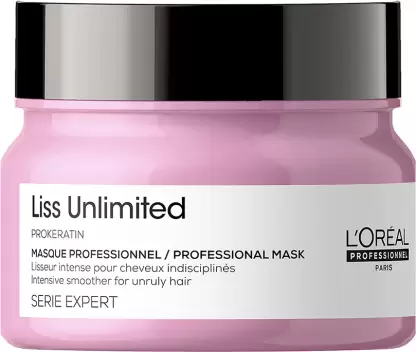 Liss Unlimited
PROKERATIN
MASQUE PROFESSIONNEL / PROFESSIONAL MASK
Lisseur intense pour cheveux indisciplinés
Intensive smoother for unruly hair
SERIE EXPERT
L'ORÉAL
PROFESSIONNEL
PARIS